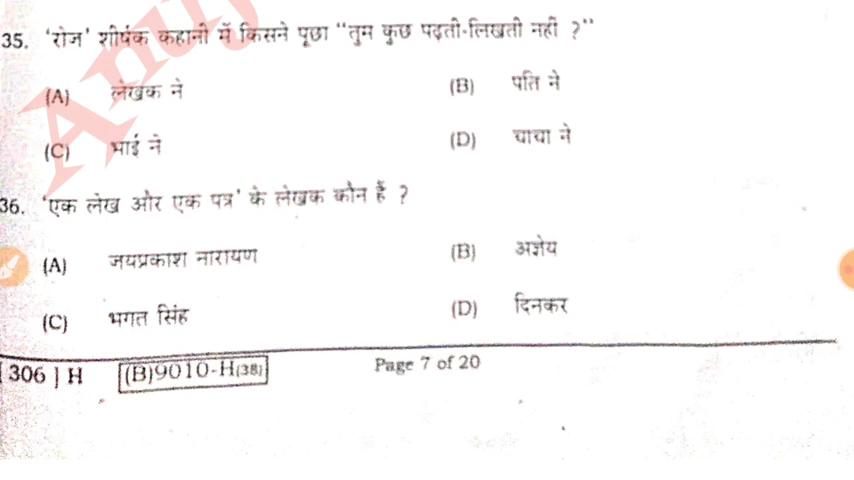 Anuj
35. 'रोज' शीर्षक कहानी में किसने पूछा "तुम कुछ पढ़ती-लिखती नहीं ?"
(A) लेखक ने (B) पति ने
(C) भाई ने (D) चाचा ने
36. 'एक लेख और एक पत्र' के लेखक कौन हैं ?
(A) जयप्रकाश नारायण (B) अज्ञेय
(C) भगत सिंह (D) दिनकर
[ 306 ] H (B)9010-H(38) Page 7 of 20